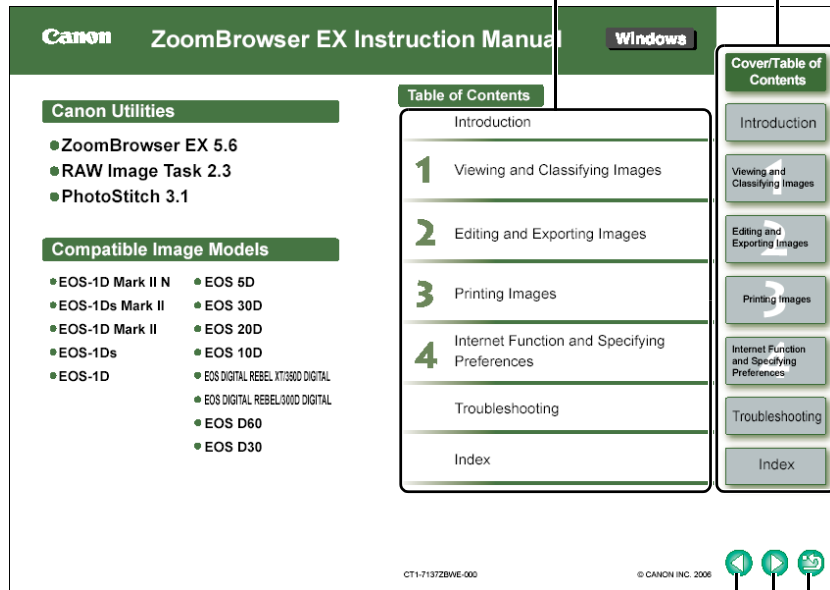 Canon
ZoomBrowser EX Instruction Manual
Windows
Canon Utilities
ZoomBrowser EX 5.6
RAW Image Task 2.3
PhotoStitch 3.1
Compatible Image Models
EOS-1D Mark II N
EOS-1Ds Mark II
EOS-1D Mark II
EOS-1Ds
EOS-1D
EOS 5D
EOS 30D
EOS 20D
EOS 10D
EOS DIGITAL REBEL XT/350D DIGITAL
EOS DIGITAL REBEL/300D DIGITAL
EOS D60
EOS D30
Table of Contents
Introduction
1 Viewing and Classifying Images
2 Editing and Exporting Images
3 Printing Images
4 Internet Function and Specifying
Preferences
Troubleshooting
Index
CT1-7137ZBWE-000
© CANON INC. 2006
Cover/Table of
Contents
Introduction
1
Viewing and
Classifying Images
2
Editing and
Exporting Images
3
Printing Images
4
Internet Function
and Specifying
Preferences
Troubleshooting
Index